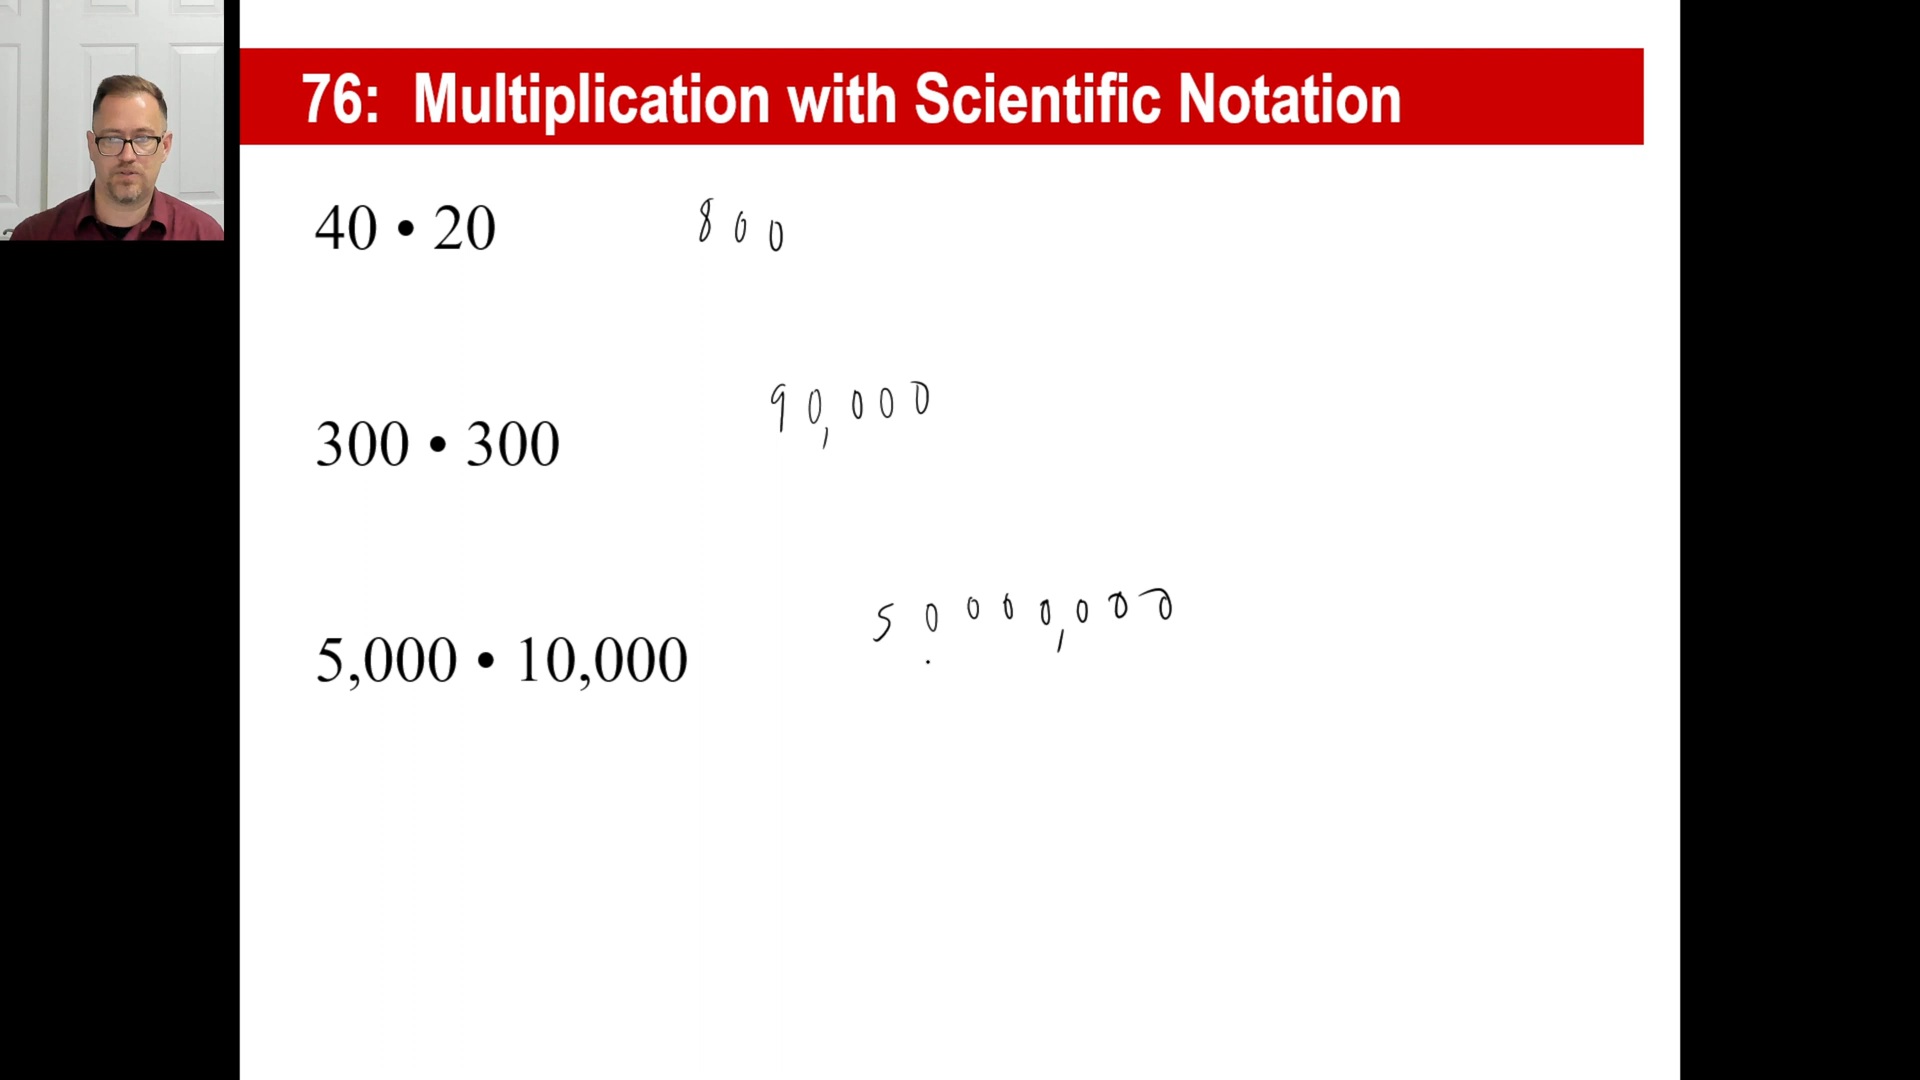 76: Multiplication with Scientific Notation
40 • 20 800
300 • 300 90,000
5,000 • 10,000 50000,000